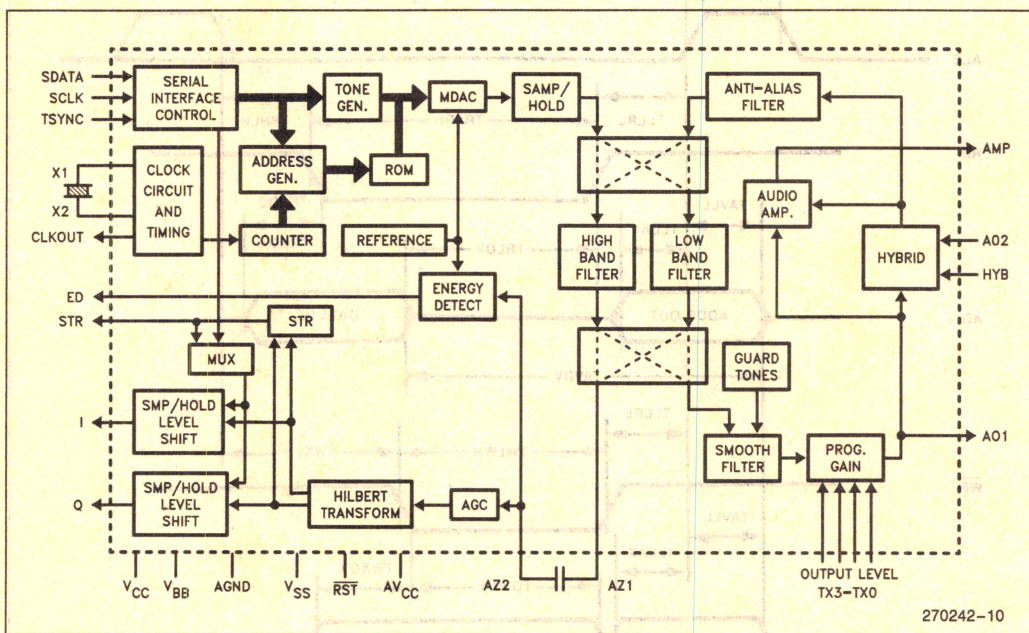 SDATA
SCLK
TSYNC
SERIAL
INTERFACE
CONTROL
TONE
GEN.
MDAC
SAMP/
HOLD
ANTI-ALIAS
FILTER
AMP
X1
X2
CLKOUT
CLOCK
CIRCUIT
AND
TIMING
ADDRESS
GEN.
ROM
AUDIO
AMP.
COUNTER
REFERENCE
HIGH
BAND
FILTER
LOW
BAND
FILTER
HYBRID
AO2
HYB
ED
ENERGY
DETECT
STR
STR
MUX
GUARD
TONES
I
SMP/HOLD
LEVEL
SHIFT
SMOOTH
FILTER
PROG.
GAIN
AO1
Q
SMP/HOLD
LEVEL
SHIFT
HILBERT
TRANSFORM
AGC
VCC
VBB
AGND
VSS
RST
AVCC
AZ2
AZ1
OUTPUT LEVEL
TX3–TX0
270242–10